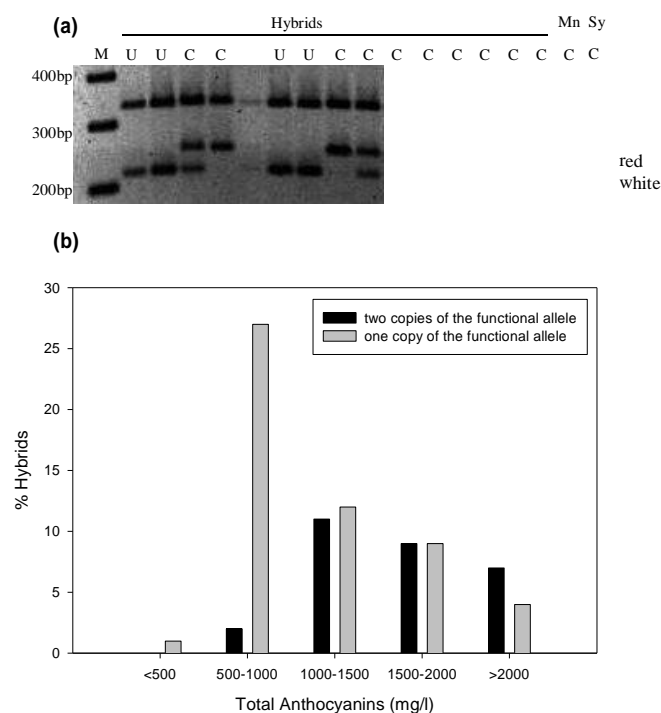 (a)
Hybrids
Mn Sy
M U U C C U U C C C C C C C C C C
400bp
300bp
200bp
red
white
(b)
30
25
20
15
10
5
0
% Hybrids
two copies of the functional allele
one copy of the functional allele
<500 500-1000 1000-1500 1500-2000 >2000
Total Anthocyanins (mg/l)